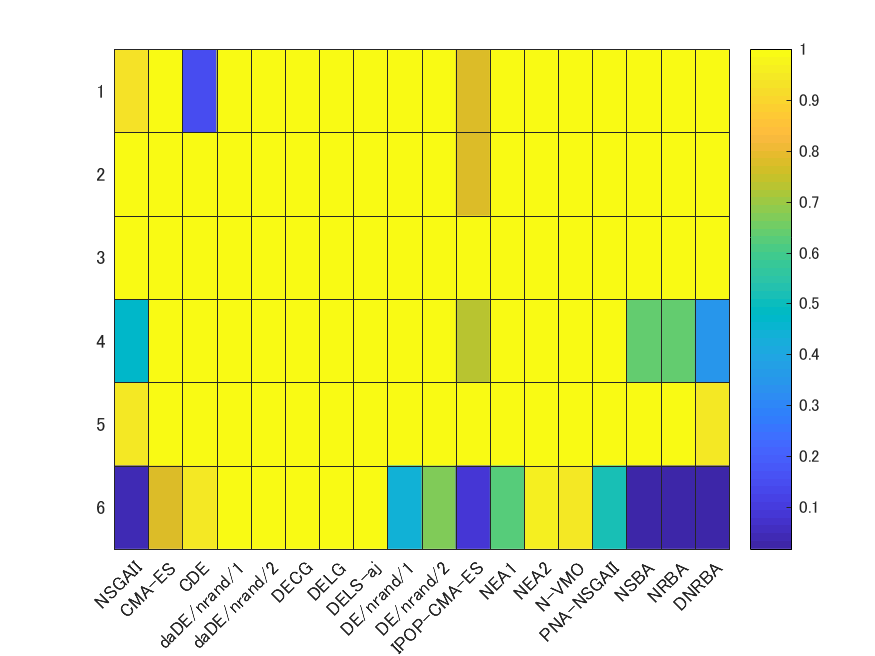 1
2
3
4
5
6
NSGAII
CMA-ES
CDE
daDE/nrand/1
daDE/nrand/2
DECG
DELG
DELS-aj
DE/nrand/1
DE/nrand/2
IPOP-CMA-ES
NEA1
NEA2
N-VMO
PNA-NSGAII
NSBA
NRBA
DNRBA
1
0.9
0.8
0.7
0.6
0.5
0.4
0.3
0.2
0.1